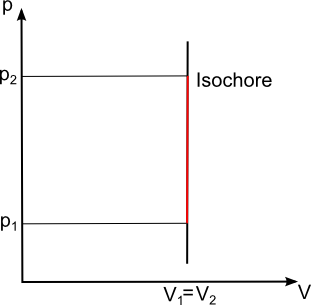 p
p₂
Isochore
p₁
V₁=V₂
V